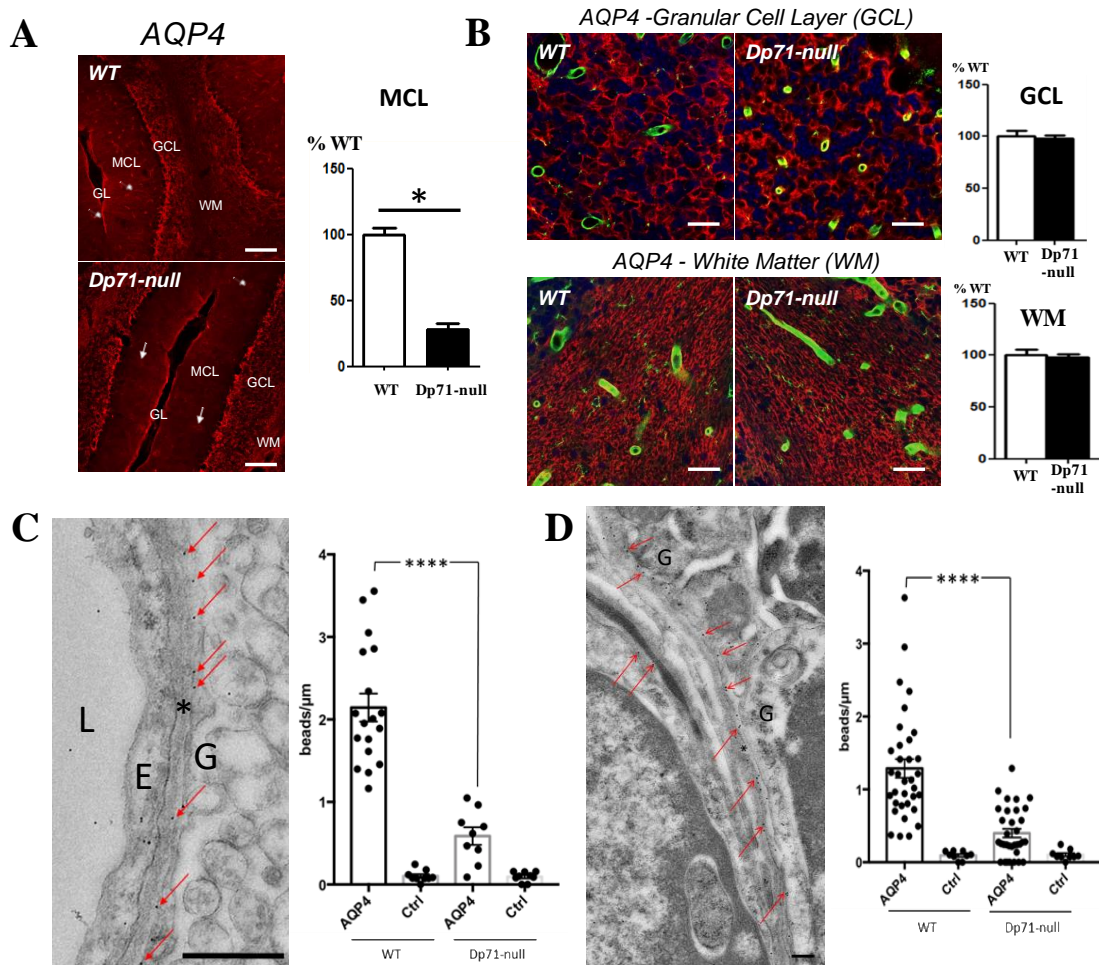 A
AQP4
WT
GCL
MCL
GL
WM
Dp71-null
MCL
GCL
GL
WM
MCL
% WT
150
100
50
0
*
WT
Dp71-null
B
AQP4 -Granular Cell Layer (GCL)
WT
Dp71-null
% WT
GCL
150
100
50
0
WT
Dp71
-null
AQP4 - White Matter (WM)
WT
Dp71-null
% WT
WM
150
100
50
0
WT
Dp71
-null
C
L
E
*
G
beads/µm
4
3
2
1
0
****
AQP4
Ctrl
AQP4
Ctrl
WT
Dp71-null
D
G
G
*
beads/µm
4
3
2
1
0
****
AQP4
Ctrl
AQP4
Ctrl
WT
Dp71-null